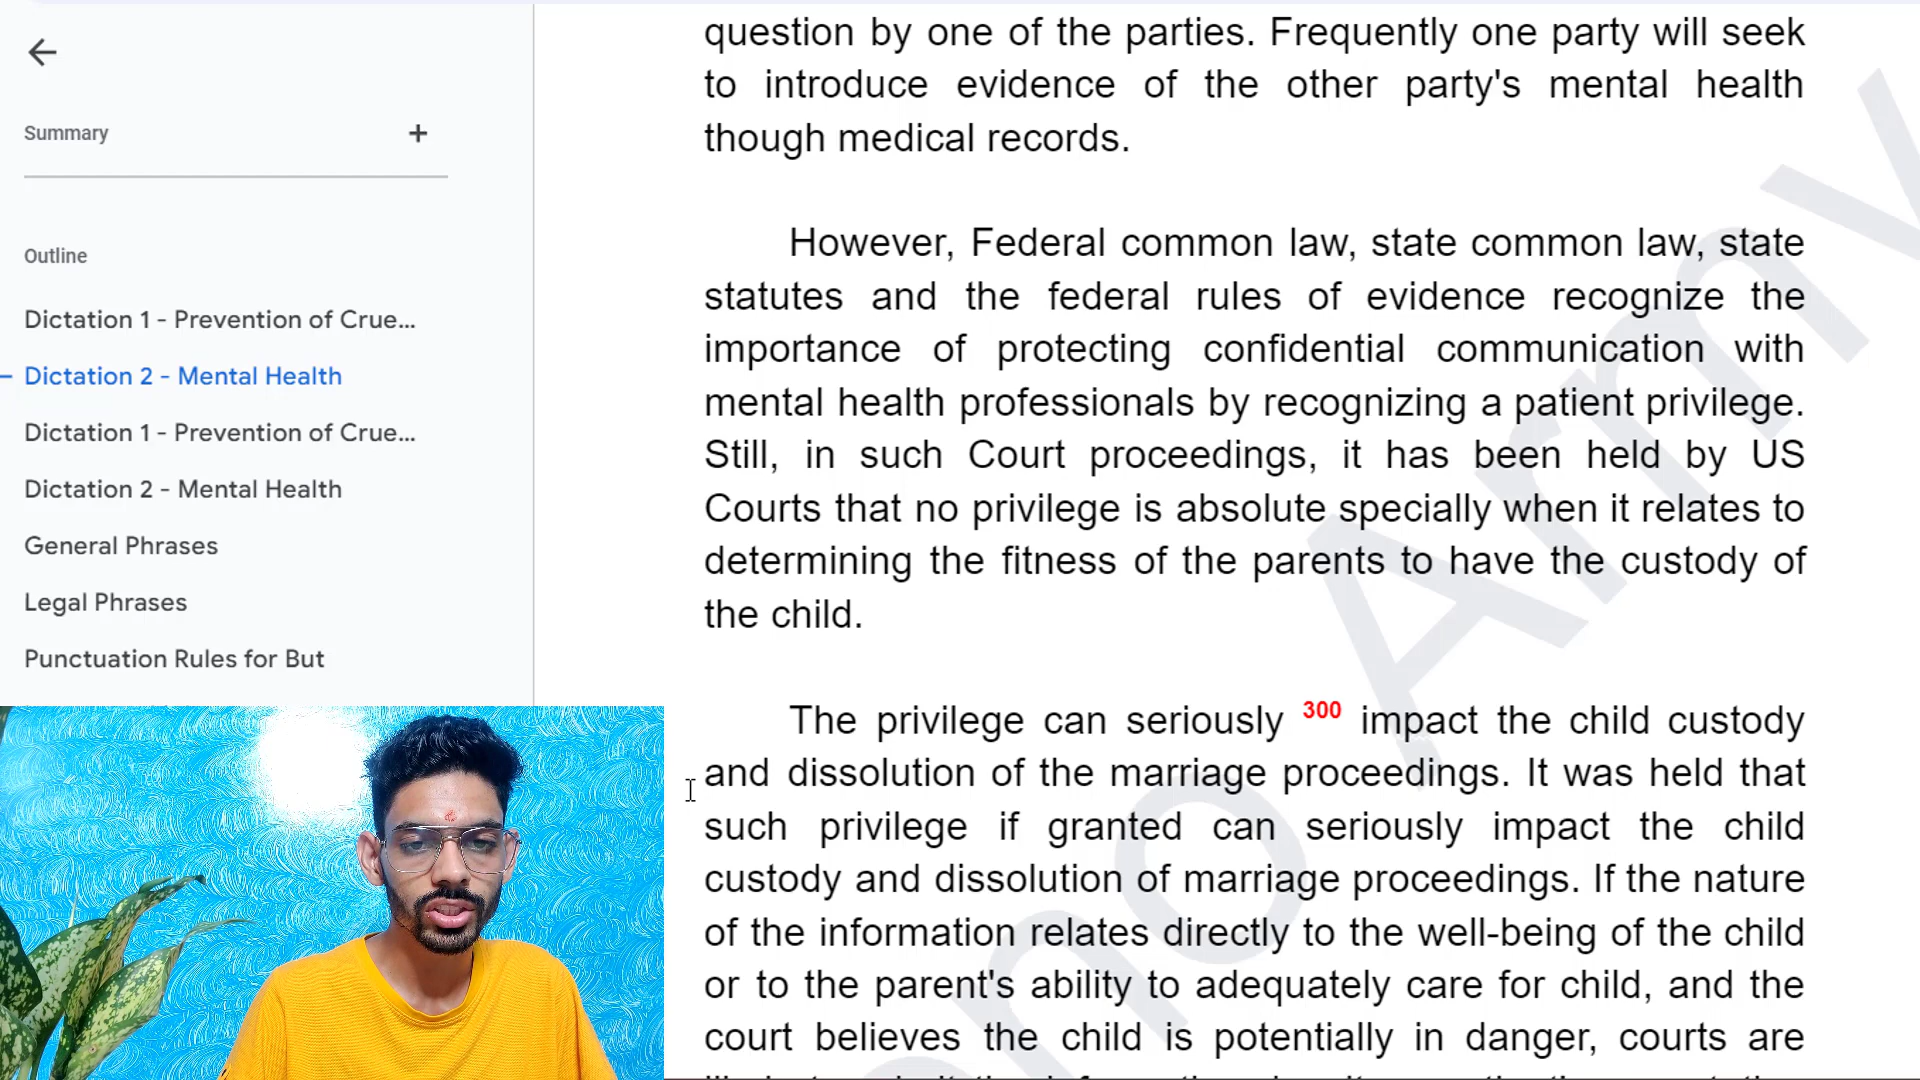 Summary
+
Outline
Dictation 1 - Prevention of Crue...
Dictation 2 - Mental Health
Dictation 1 - Prevention of Crue...
Dictation 2 - Mental Health
General Phrases
Legal Phrases
Punctuation Rules for But
question by one of the parties. Frequently one party will seek
to introduce evidence of the other party's mental health
though medical records.
However, Federal common law, state common law, state
statutes and the federal rules of evidence recognize the
importance of protecting confidential communication with
mental health professionals by recognizing a patient privilege.
Still, in such Court proceedings, it has been held by US
Courts that no privilege is absolute specially when it relates to
determining the fitness of the parents to have the custody of
the child.
The privilege can seriously 300 impact the child custody
and dissolution of the marriage proceedings. It was held that
such privilege if granted can seriously impact the child
custody and dissolution of marriage proceedings. If the nature
of the information relates directly to the well-being of the child
or to the parent's ability to adequately care for child, and the
court believes the child is potentially in danger, courts are